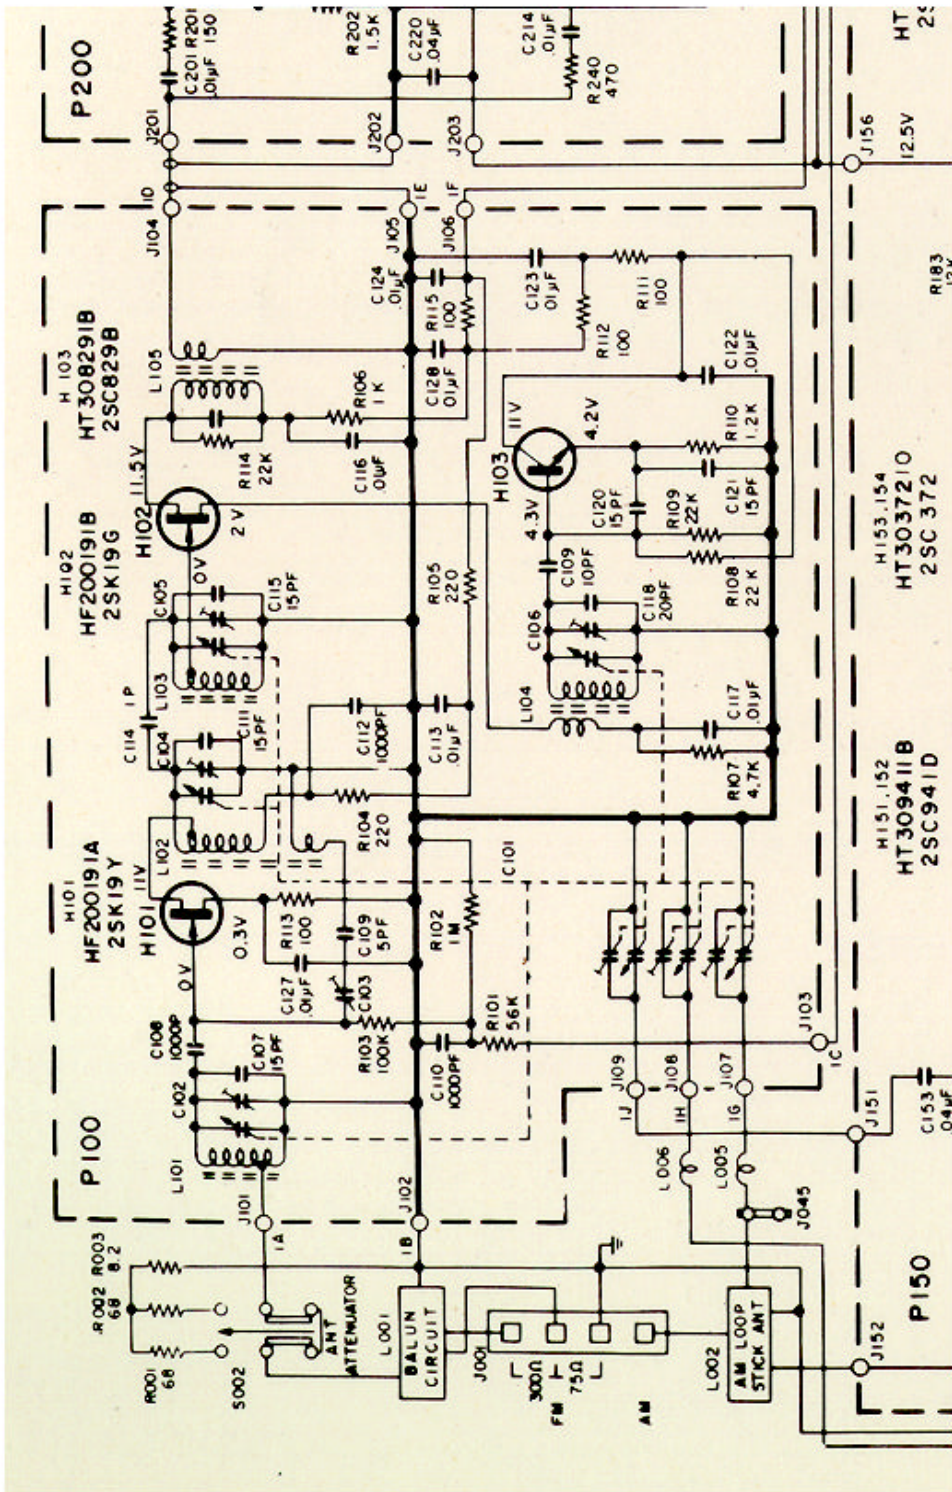 P200
R201
150
C201
.01µF
J201
R202
1.5K
C220
.04µF
J202
J203
C214
.01µF
R240
470
HT
2S
J156
12.5V
1D
J104
1E
J105
1F
J106
H103
HT308291B
2SC829B
L105
R114
22K
R106
1K
C116
.01µF
C124
.01µF
R115
100
C128
.01µF
C123
.01µF
R111
100
R112
100
C122
.01µF
R110
1.2K
C121
15PF
R109
22K
C120
15PF
R108
22K
H103
11V
4.2V
4.3V
R183
H102
HF200191B
2SK19G
H102
11.5V
2V
0V
C105
C115
15PF
L103
R105
220
C109
10PF
C106
C118
20PF
L104
C117
.01µF
R107
4.7K
H153,154
HT303721O
2SC 372
1P
C114
C104
C111
15PF
C112
1000PF
C113
.01µF
L102
R104
220
C101
H151,152
HT309411B
2SC941D
H101
HF200191A
2SK19Y
H101
11V
0.3V
0V
R113
100
C127
.01µF
C109
5PF
C103
R102
1M
R103
100K
R101
56K
C110
1000PF
C108
1000P
C107
15PF
C102
L101
P100
J103
1C
J109
1J
J108
1H
J107
1G
J151
C153
.04µF
L006
L005
J045
J101
1A
J102
1B
R003
8.2
R002
68
R001
68
S002
ANT
ATTENUATOR
L001
BALUN
CIRCUIT
J001
300Ω
75Ω
FM
AM
L002
AM LOOP
STICK ANT
J152
P150